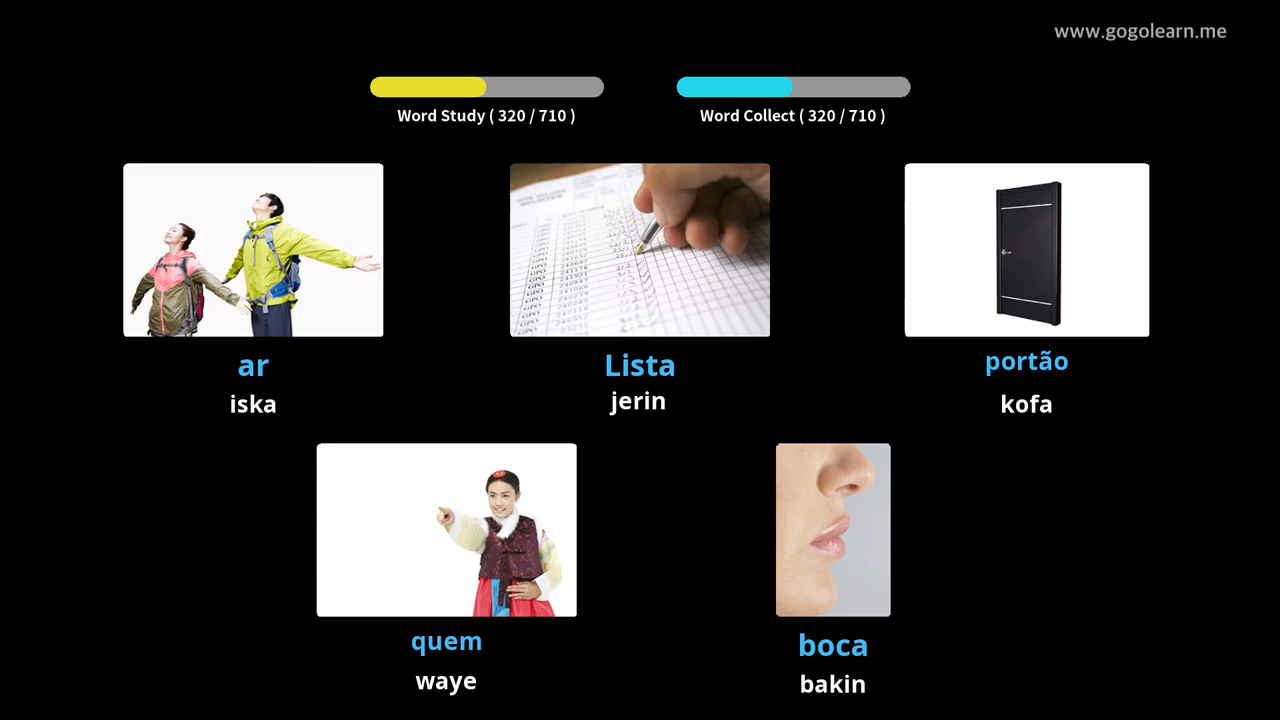 www.gogolearn.me
Word Study ( 320 / 710 )
Word Collect ( 320 / 710 )
ar
iska
Lista
jerin
portão
kofa
quem
waye
boca
bakin